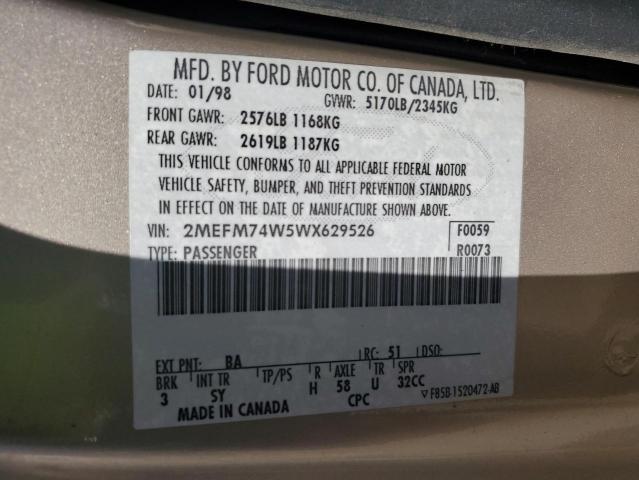 MFD. BY FORD MOTOR CO. OF CANADA, LTD.
DATE: 01/98 GVWR: 5170LB/2345KG
FRONT GAWR: 2576LB 1168KG
REAR GAWR: 2619LB 1187KG
THIS VEHICLE CONFORMS TO ALL APPLICABLE FEDERAL MOTOR
VEHICLE SAFETY, BUMPER, AND THEFT PREVENTION STANDARDS
IN EFFECT ON THE DATE OF MANUFACTURE SHOWN ABOVE.
VIN: 2MEFM74W5WX629526 F0059
TYPE: PASSENGER R0073
EXT PNT: BA RC: 51 DSO:
BRK INT TR TP/PS R AXLE TR SPR
3 SY H 58 U 32CC
MADE IN CANADA CPC F85B-1520472-AB